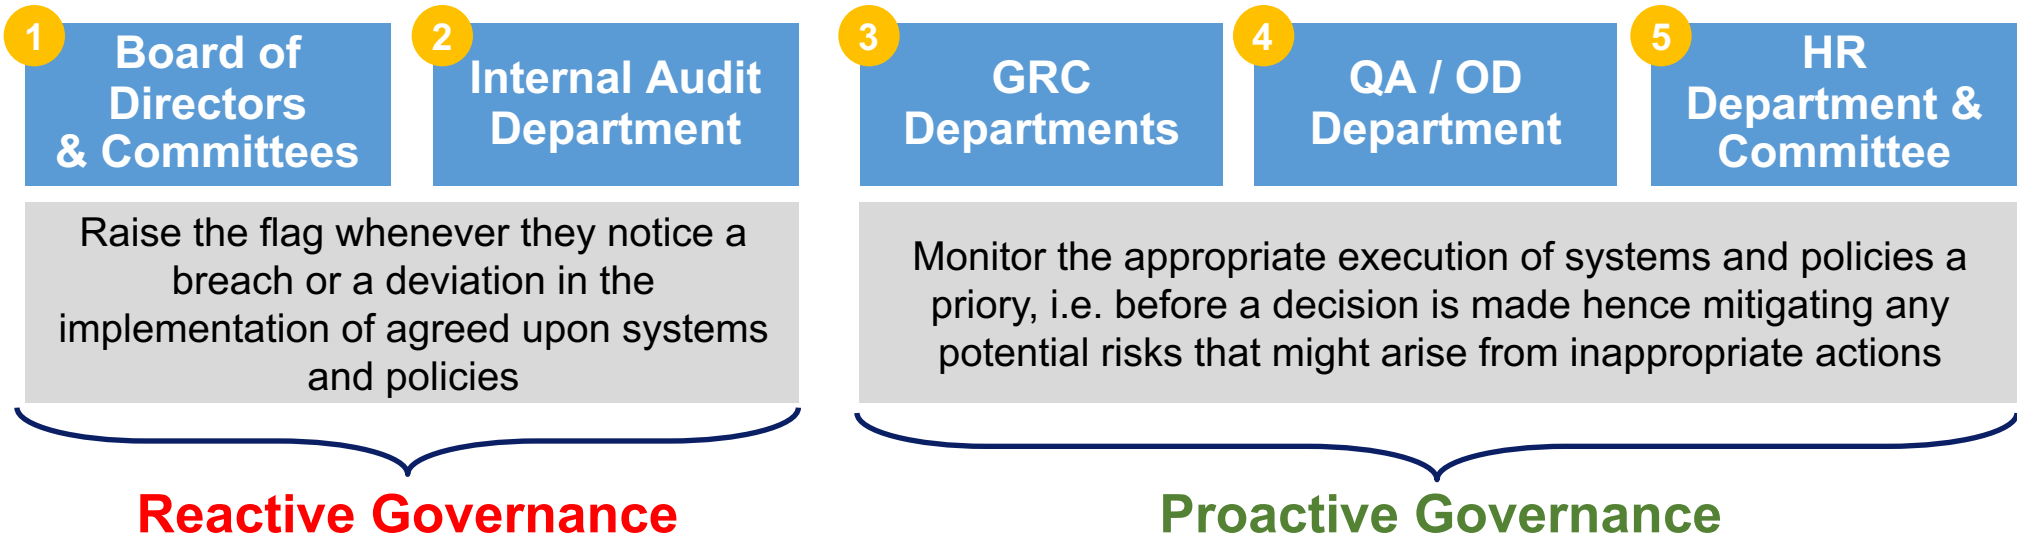 1
Board of
Directors
& Committees
2
Internal Audit
Department
3
GRC
Departments
4
QA / OD
Department
5
HR
Department &
Committee
Raise the flag whenever they notice a
breach or a deviation in the
implementation of agreed upon systems
and policies
Monitor the appropriate execution of systems and policies a
priory, i.e. before a decision is made hence mitigating any
potential risks that might arise from inappropriate actions
Reactive Governance
Proactive Governance